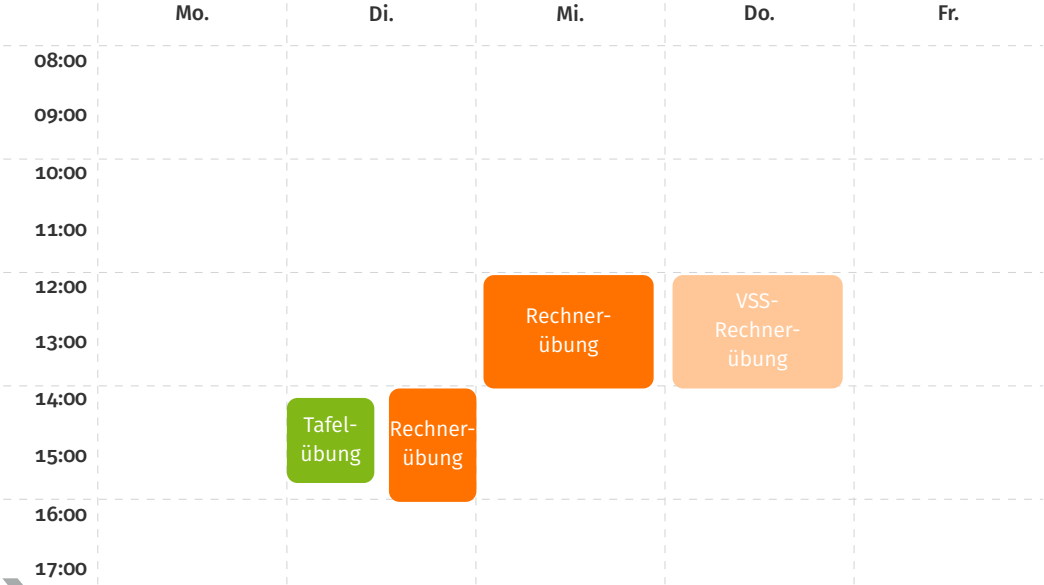 Mo.
Di.
Mi.
Do.
Fr.
08:00
09:00
10:00
11:00
12:00
13:00
14:00
15:00
16:00
17:00
Rechner-
übung
VSS-
Rechner-
übung
Tafel-
übung
Rechner-
übung